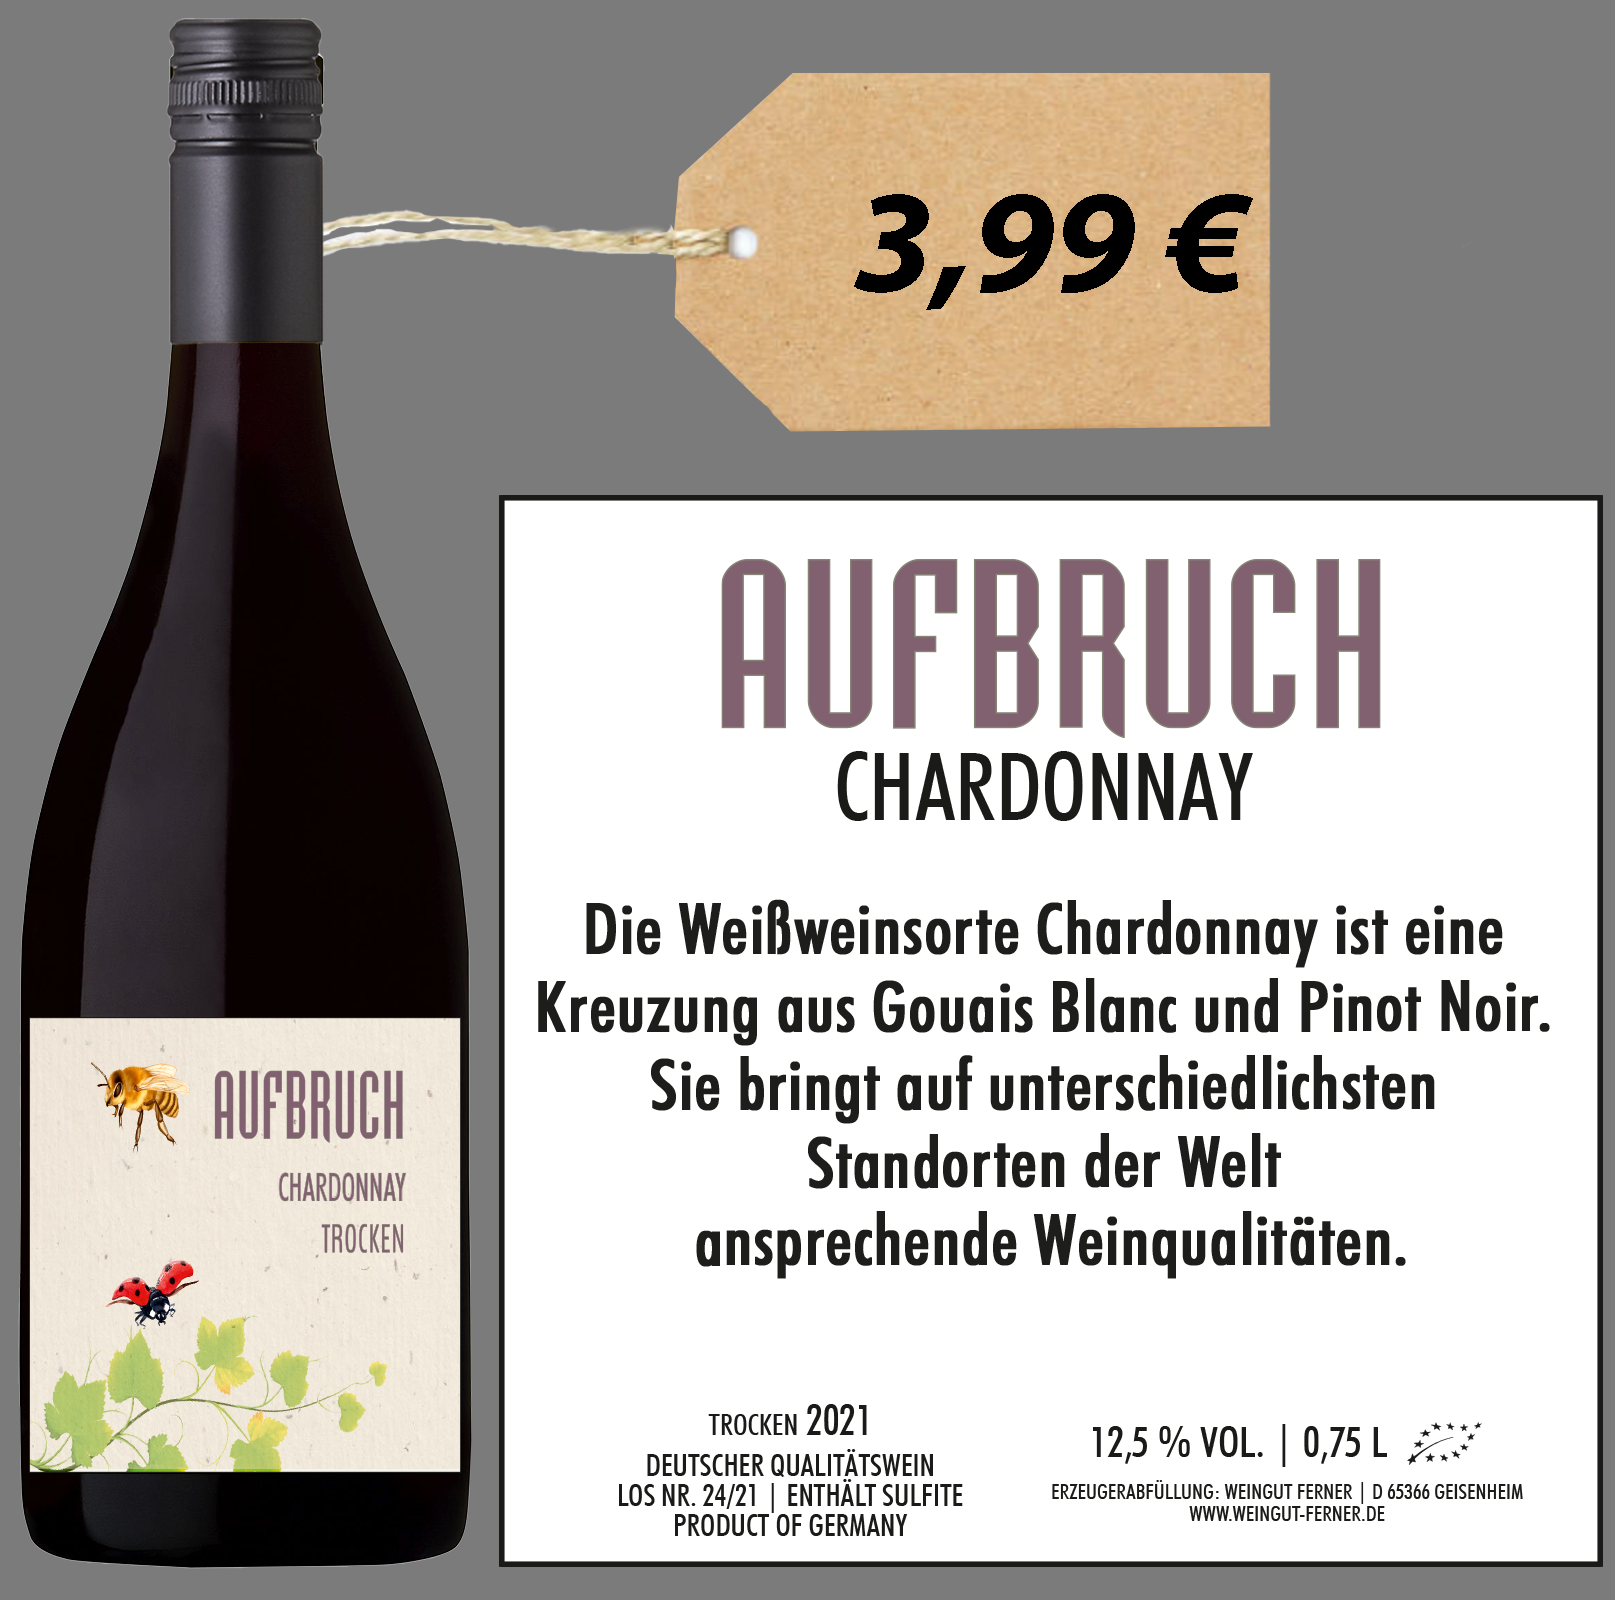 3,99 €
AUFBRUCH
CHARDONNAY
Die Weißweinsorte Chardonnay ist eine
Kreuzung aus Gouais Blanc und Pinot Noir.
Sie bringt auf unterschiedlichsten
Standorten der Welt
ansprechende Weinqualitäten.
TROCKEN 2021
DEUTSCHER QUALITÄTSWEIN
LOS NR. 24/21 | ENTHÄLT SULFITE
PRODUCT OF GERMANY
12,5 % VOL. | 0,75 L
ERZEUGERABFÜLLUNG: WEINGUT FERNER | D 65366 GEISENHEIM
WWW.WEINGUT-FERNER.DE
AUFBRUCH
CHARDONNAY
TROCKEN